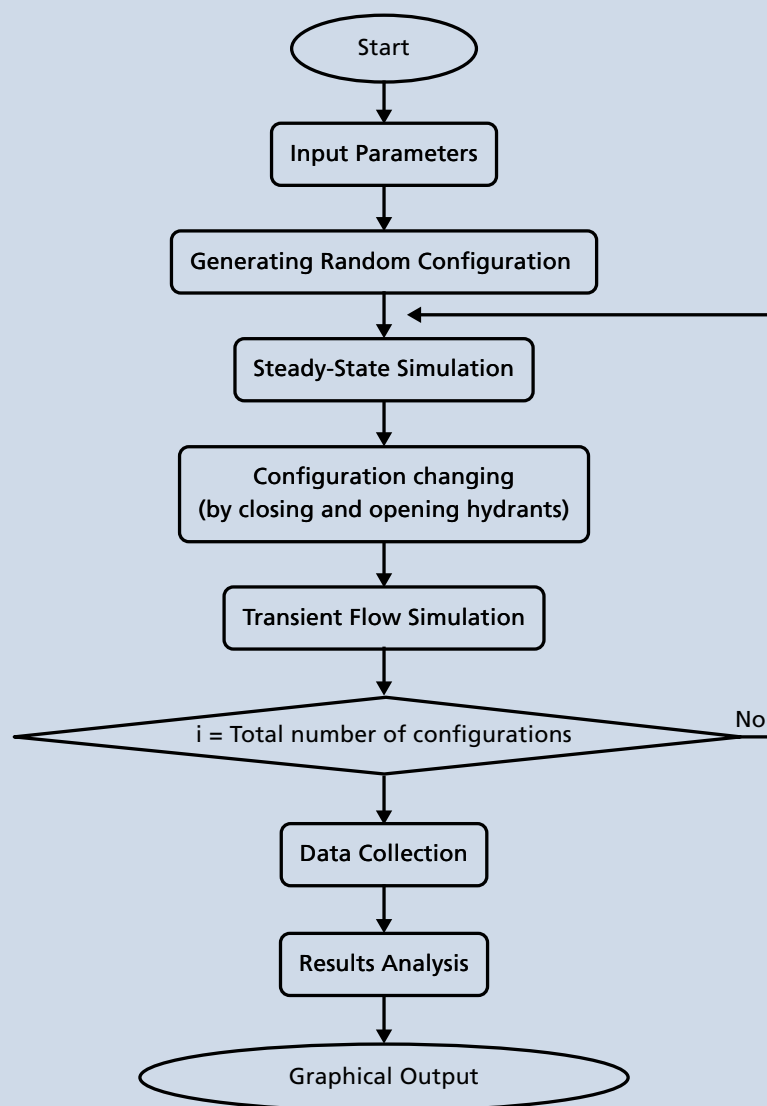 Start
Input Parameters
Generating Random Configuration
Steady-State Simulation
Configuration changing
(by closing and opening hydrants)
Transient Flow Simulation
i = Total number of configurations
No
Data Collection
Results Analysis
Graphical Output